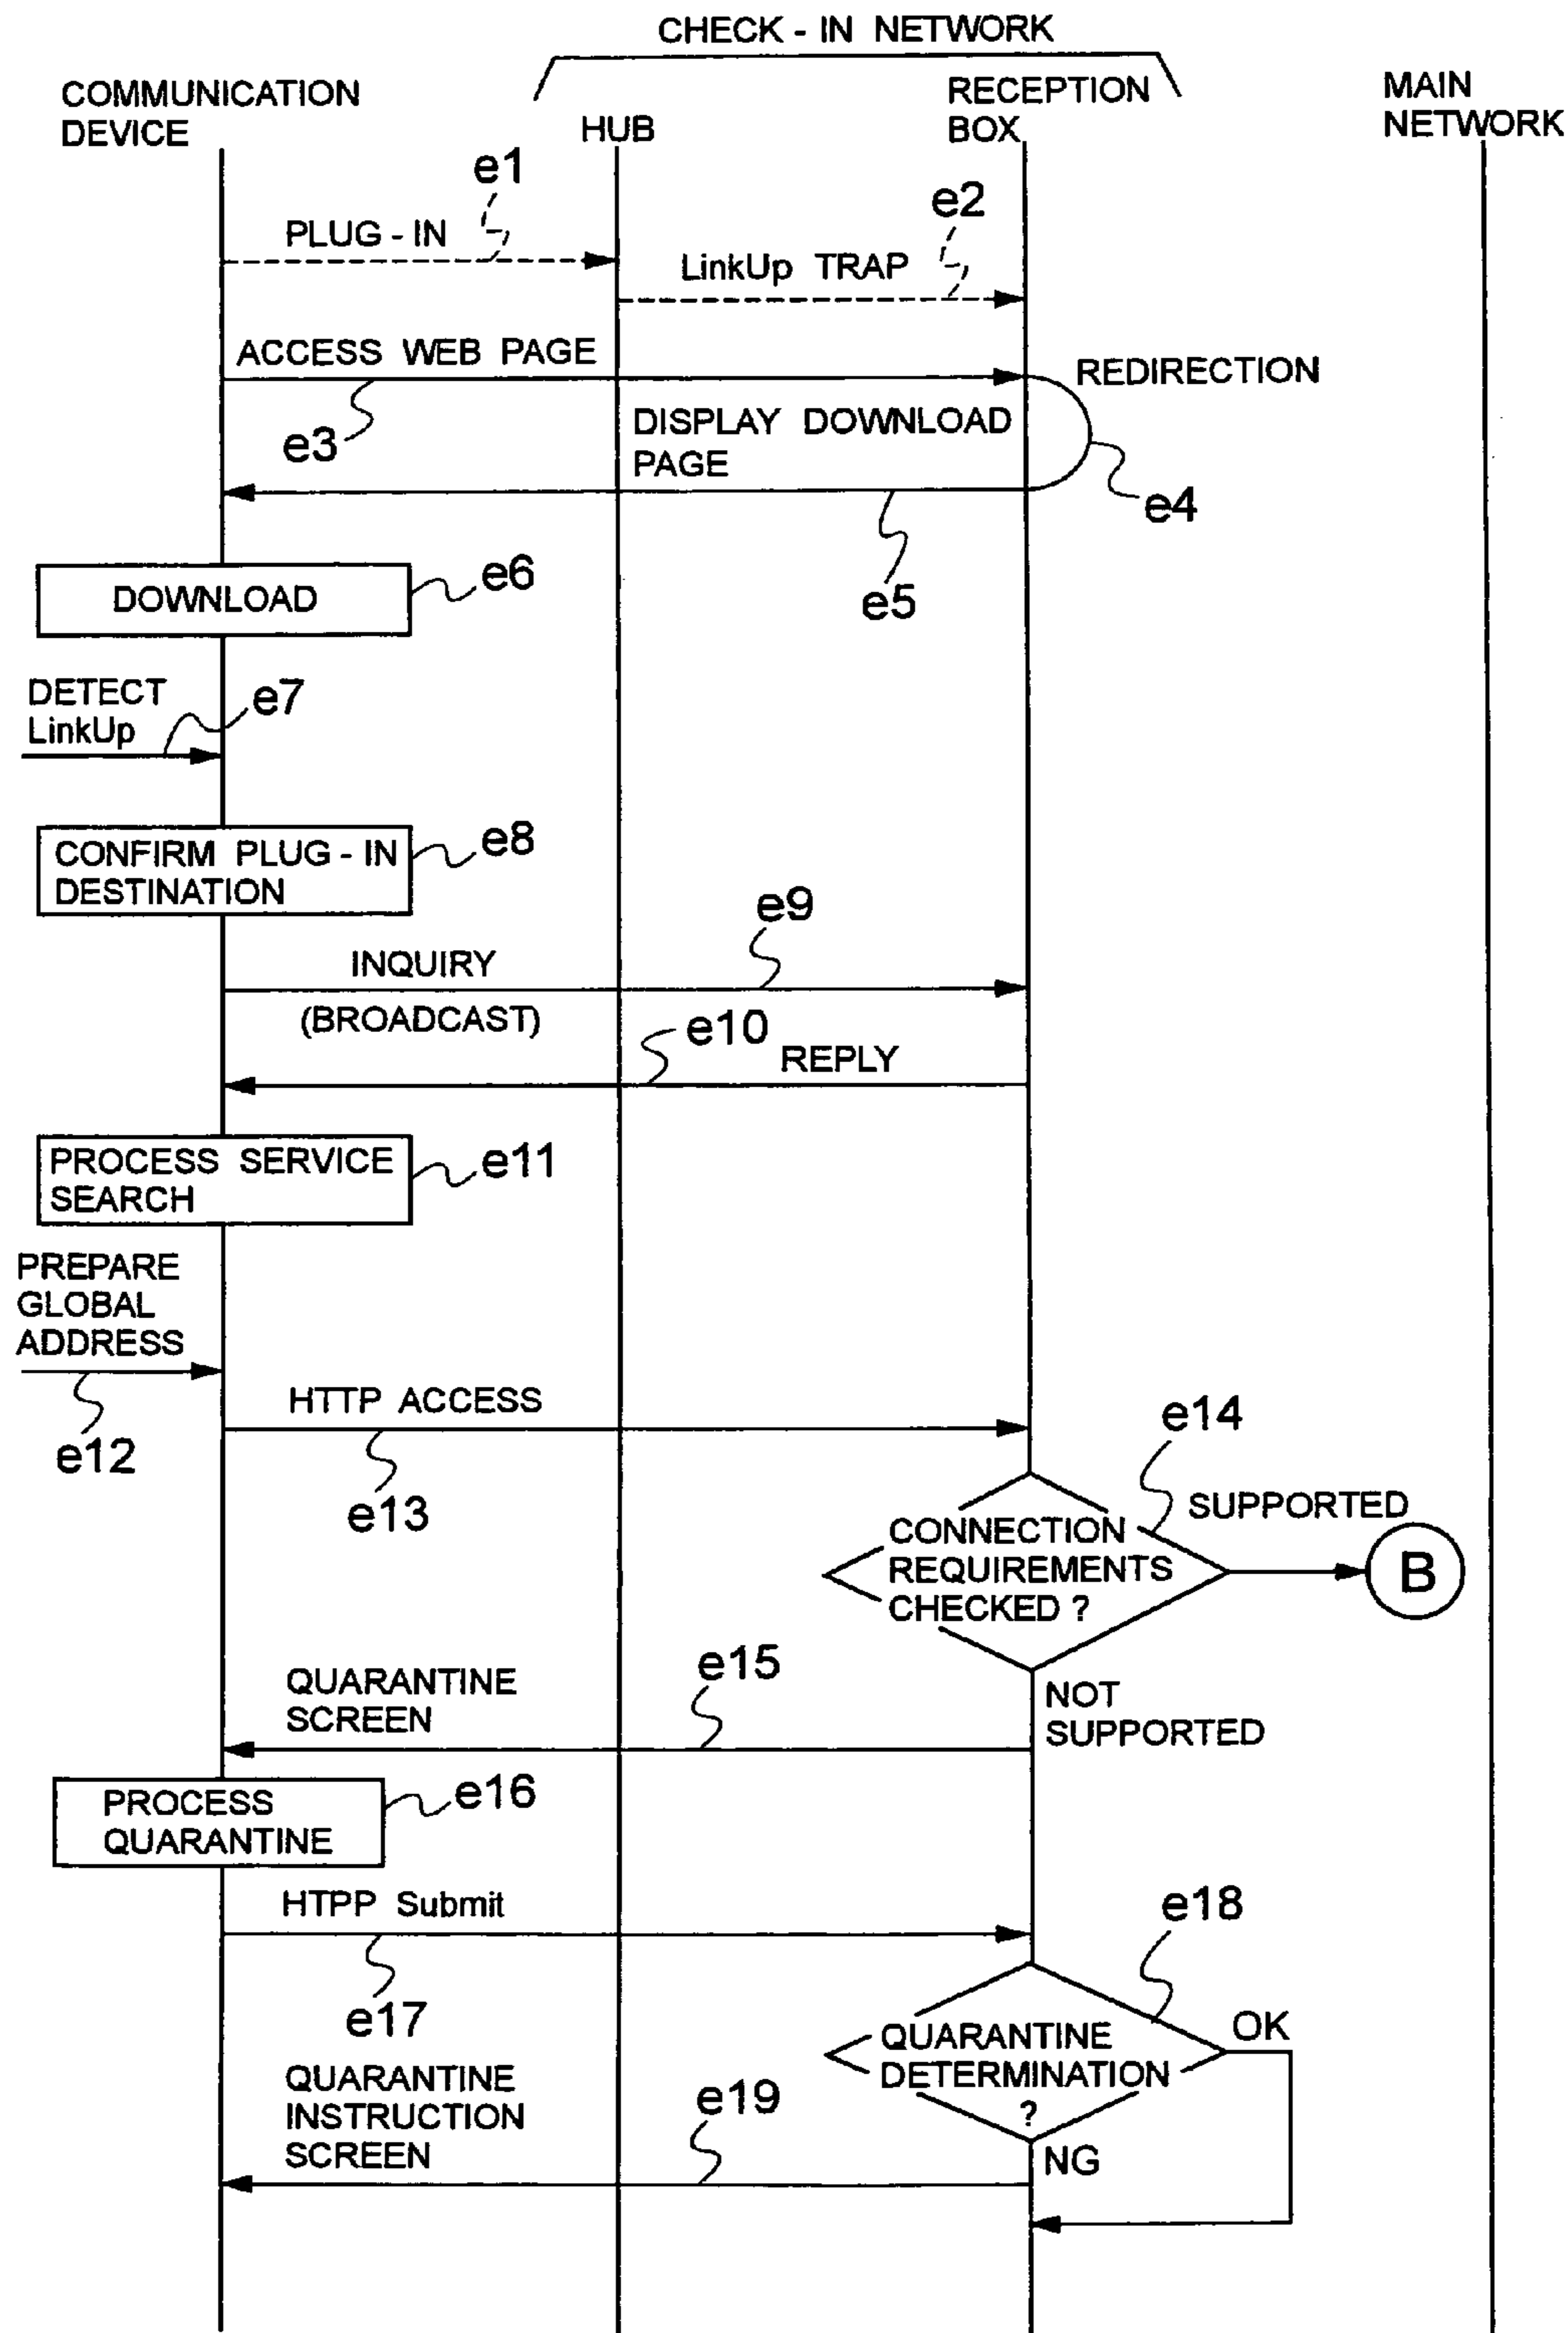 CHECK - IN NETWORK
COMMUNICATION
DEVICE
HUB
RECEPTION
BOX
MAIN
NETWORK
e1
PLUG - IN
e2
LinkUp TRAP
ACCESS WEB PAGE
REDIRECTION
e3
DISPLAY DOWNLOAD
PAGE
e4
e5
DOWNLOAD
e6
DETECT
LinkUp
e7
CONFIRM PLUG - IN
DESTINATION
e8
INQUIRY
(BROADCAST)
e9
e10
REPLY
PROCESS SERVICE
SEARCH
e11
PREPARE
GLOBAL
ADDRESS
e12
HTTP ACCESS
e13
e14
CONNECTION
REQUIREMENTS
CHECKED ?
SUPPORTED
B
NOT
SUPPORTED
QUARANTINE
SCREEN
e15
PROCESS
QUARANTINE
e16
HTPP Submit
e17
e18
QUARANTINE
DETERMINATION
?
OK
NG
QUARANTINE
INSTRUCTION
SCREEN
e19